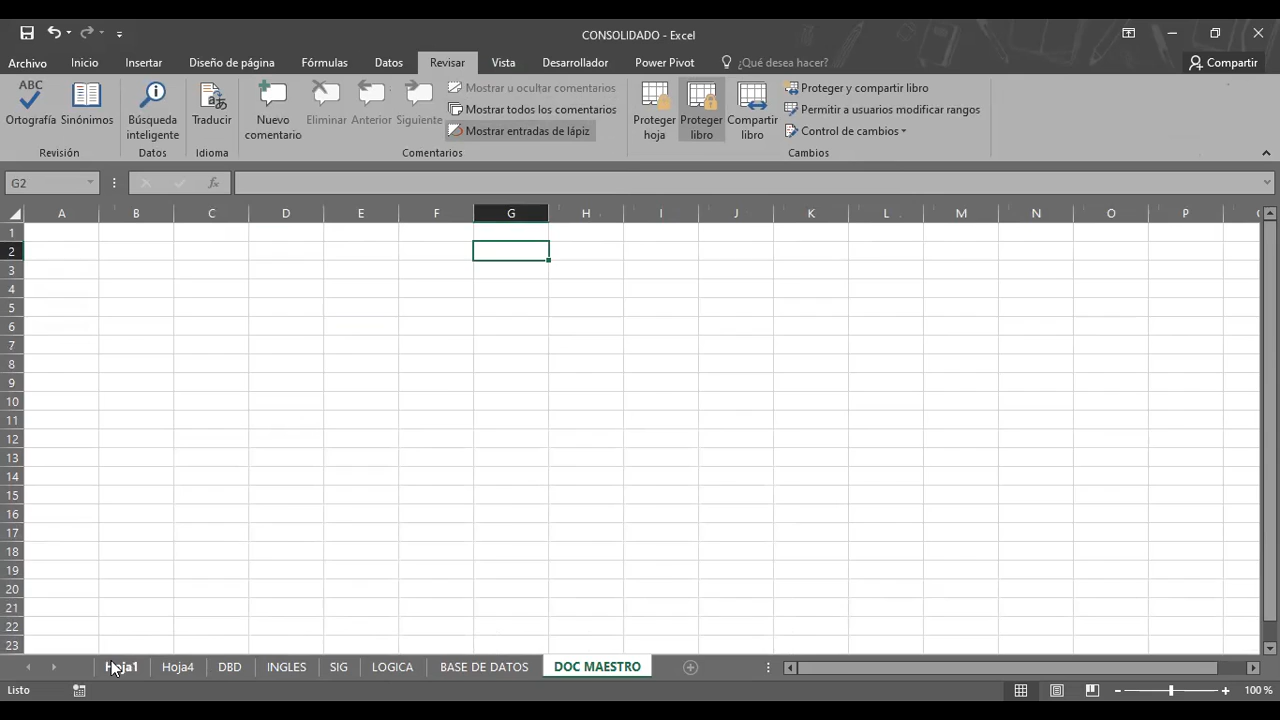 CONSOLIDADO - Excel
Archivo Inicio Insertar Diseño de página Fórmulas Datos Revisar Vista Desarrollador Power Pivot ¿Qué desea hacer? Compartir
ABC
Ortografía
Sinónimos
Búsqueda
inteligente
Traducir
Nuevo
comentario
Eliminar
Anterior
Siguiente
Mostrar u ocultar comentarios
Mostrar todos los comentarios
Mostrar entradas de lápiz
Proteger
hoja
Proteger
libro
Compartir
libro
Proteger y compartir libro
Permitir a usuarios modificar rangos
Control de cambios
Revisión Datos Idioma Comentarios Cambios
G2 fx
A B C D E F G H I J K L M N O P
1
2
3
4
5
6
7
8
9
10
11
12
13
14
15
16
17
18
19
20
21
22
23
Hoja1 Hoja4 DBD INGLES SIG LOGICA BASE DE DATOS DOC MAESTRO
Listo 100 %